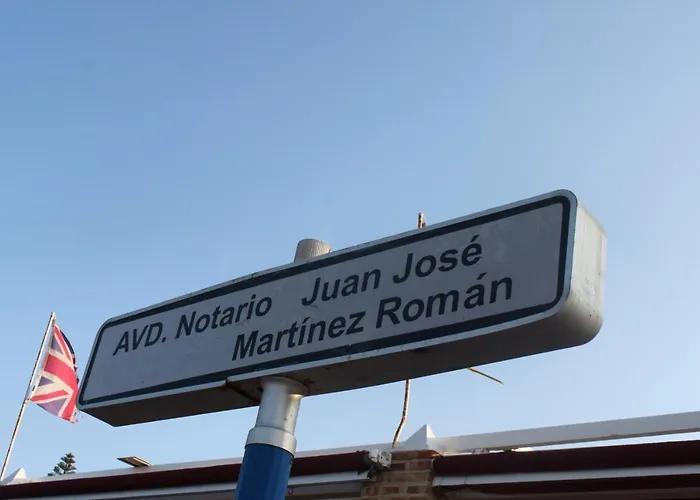 AVD. Notario Juan José
Martínez Román